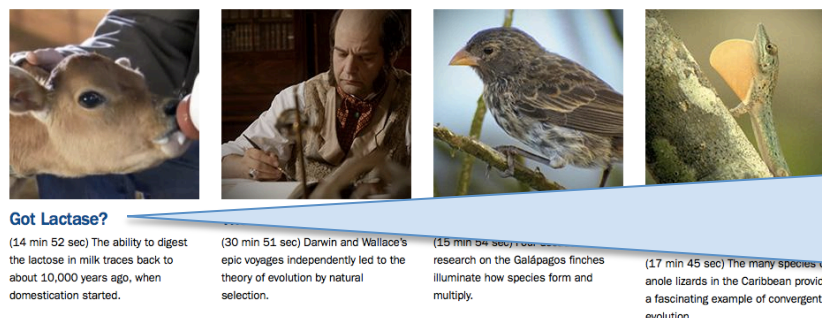 Got Lactase?
(14 min 52 sec) The ability to digest
the lactose in milk traces back to
about 10,000 years ago, when
domestication started.
(30 min 51 sec) Darwin and Wallace's
epic voyages independently led to the
theory of evolution by natural
selection.
(15 min 54 sec)
research on the Galápagos finches
illuminate how species form and
multiply.
(17 min 45 sec) The many species
anole lizards in the Caribbean
a fascinating example of convergent
evolution